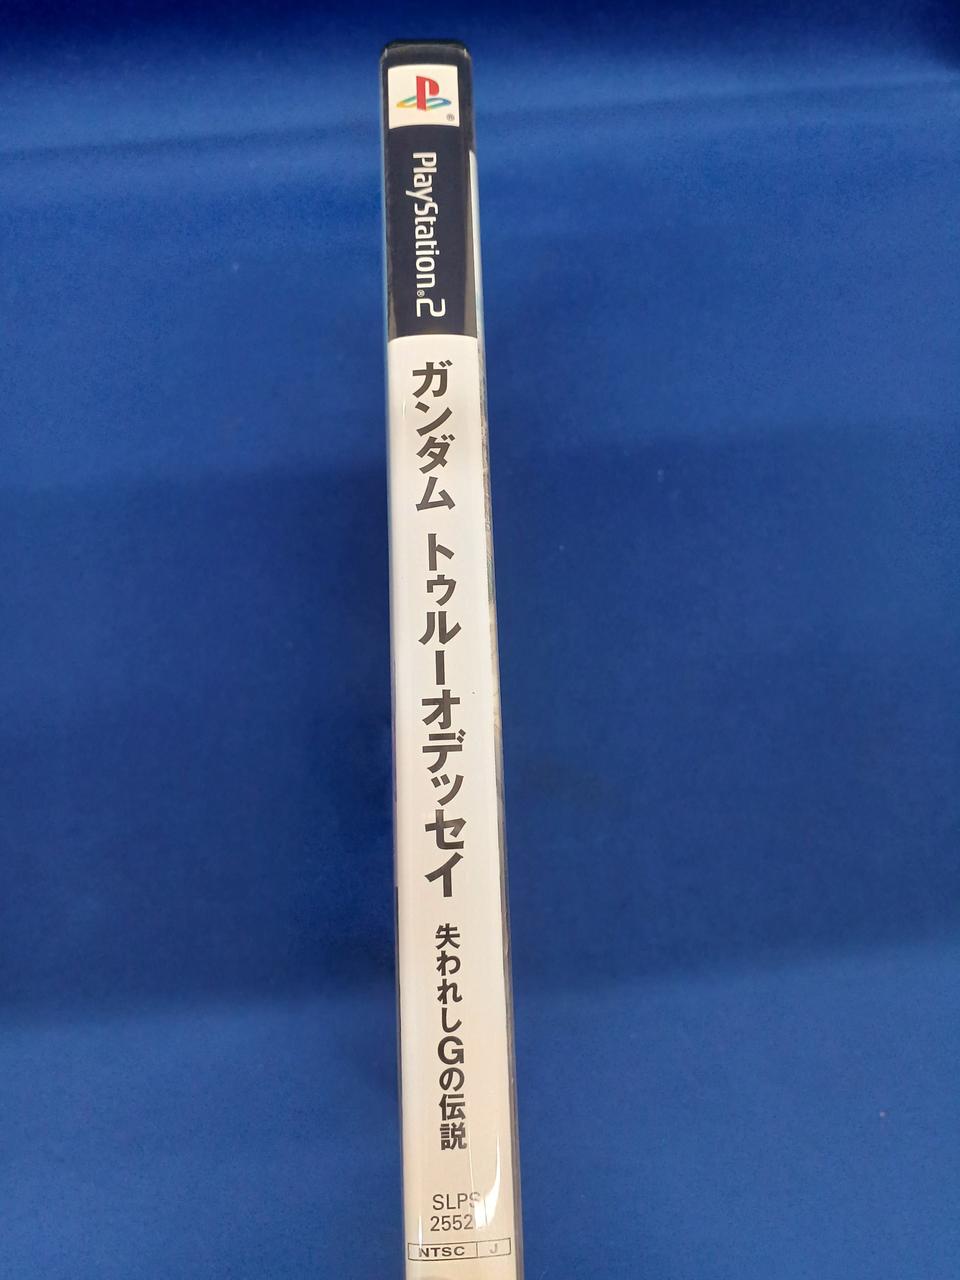 PlayStation®2
ガンダム トゥルーオデッセイ
失われしGの伝説
SLPS
2552
NTSC J